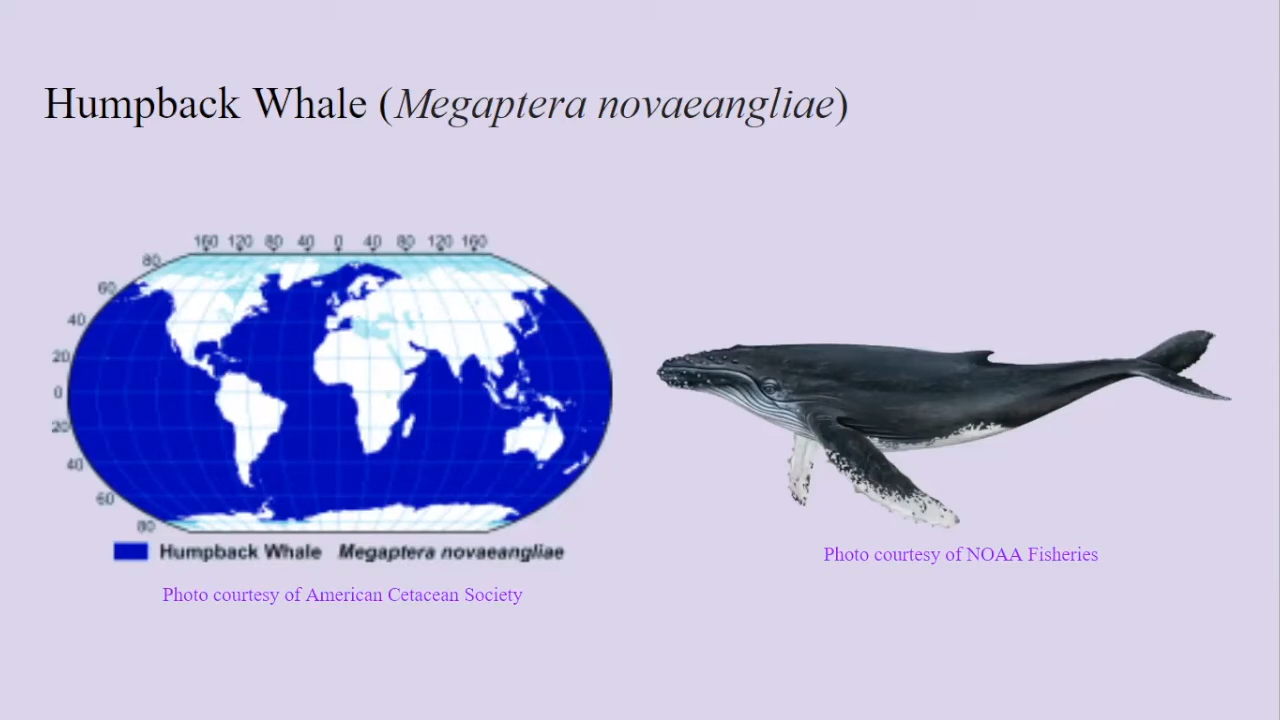 Humpback Whale (Megaptera novaeangliae)
160 120 80 40 0 40 80 120 160
80
60
40
20
0
20
40
60
80
Humpback Whale Megaptera novaeangliae
Photo courtesy of American Cetacean Society
Photo courtesy of NOAA Fisheries